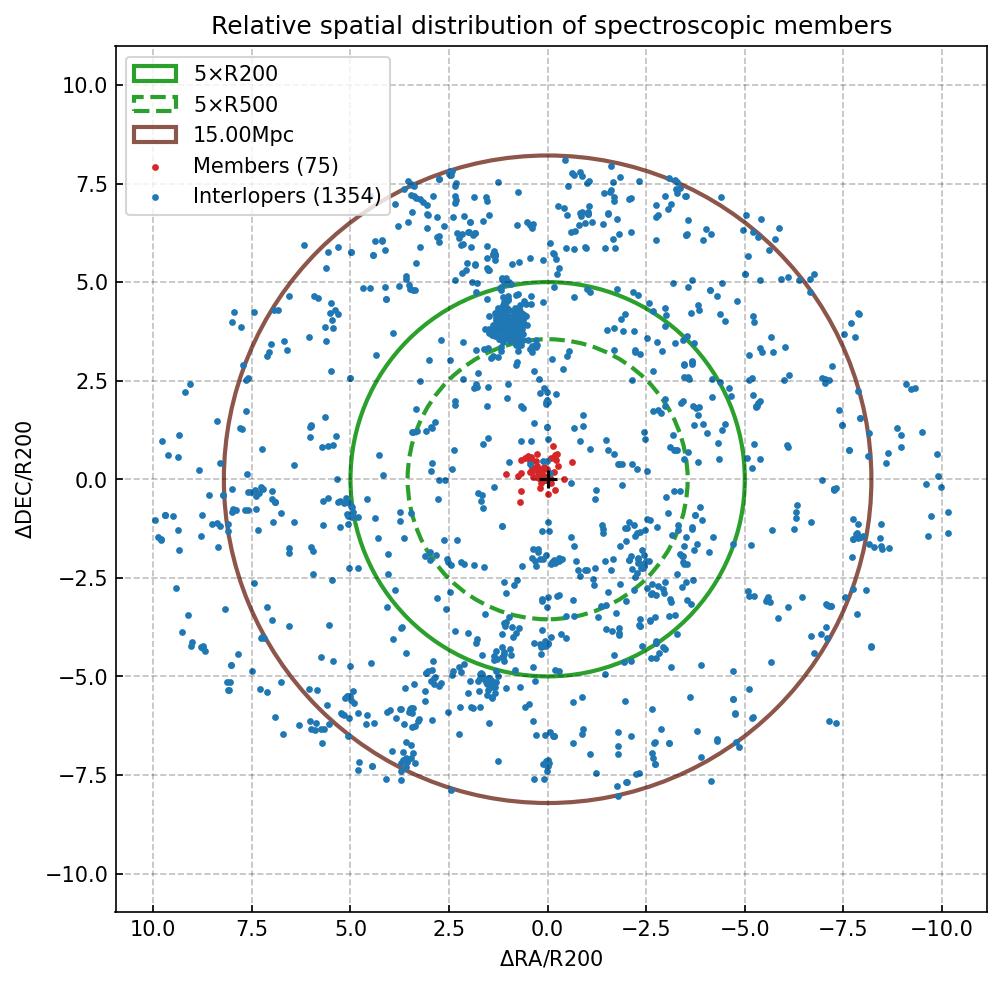 Relative spatial distribution of spectroscopic members
5×R200
5×R500
15.00Mpc
Members (75)
Interlopers (1354)
10.0
7.5
5.0
2.5
0.0
−2.5
−5.0
−7.5
−10.0
ΔDEC/R200
10.0 7.5 5.0 2.5 0.0 −2.5 −5.0 −7.5 −10.0
ΔRA/R200